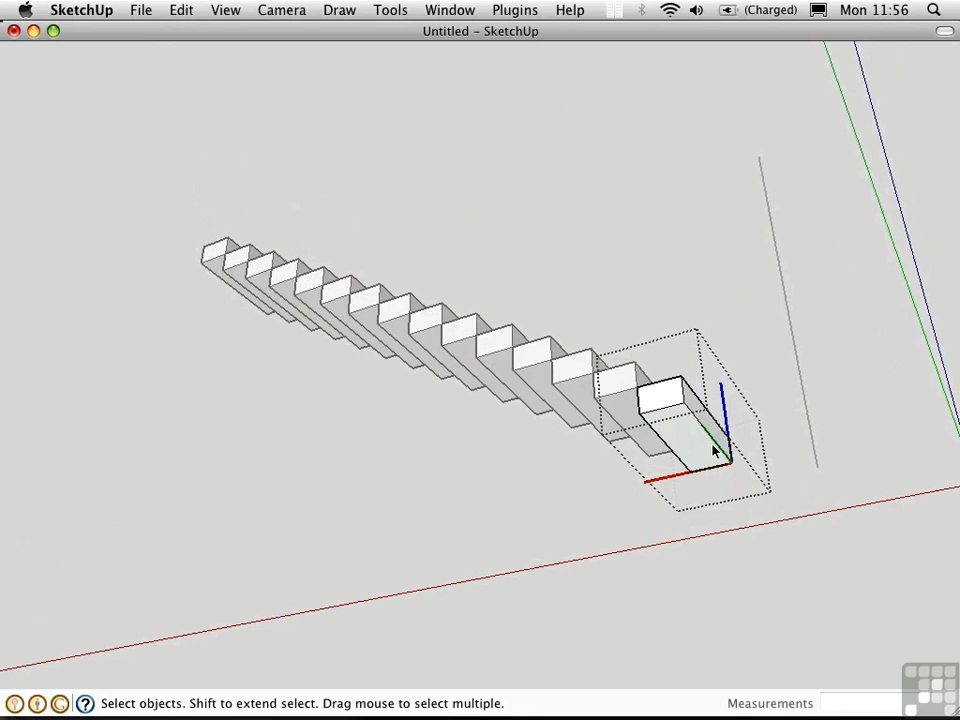 SketchUp File Edit View Camera Draw Tools Window Plugins Help (Charged) Mon 11:56
Untitled – SketchUp
Select objects. Shift to extend select. Drag mouse to select multiple. Measurements